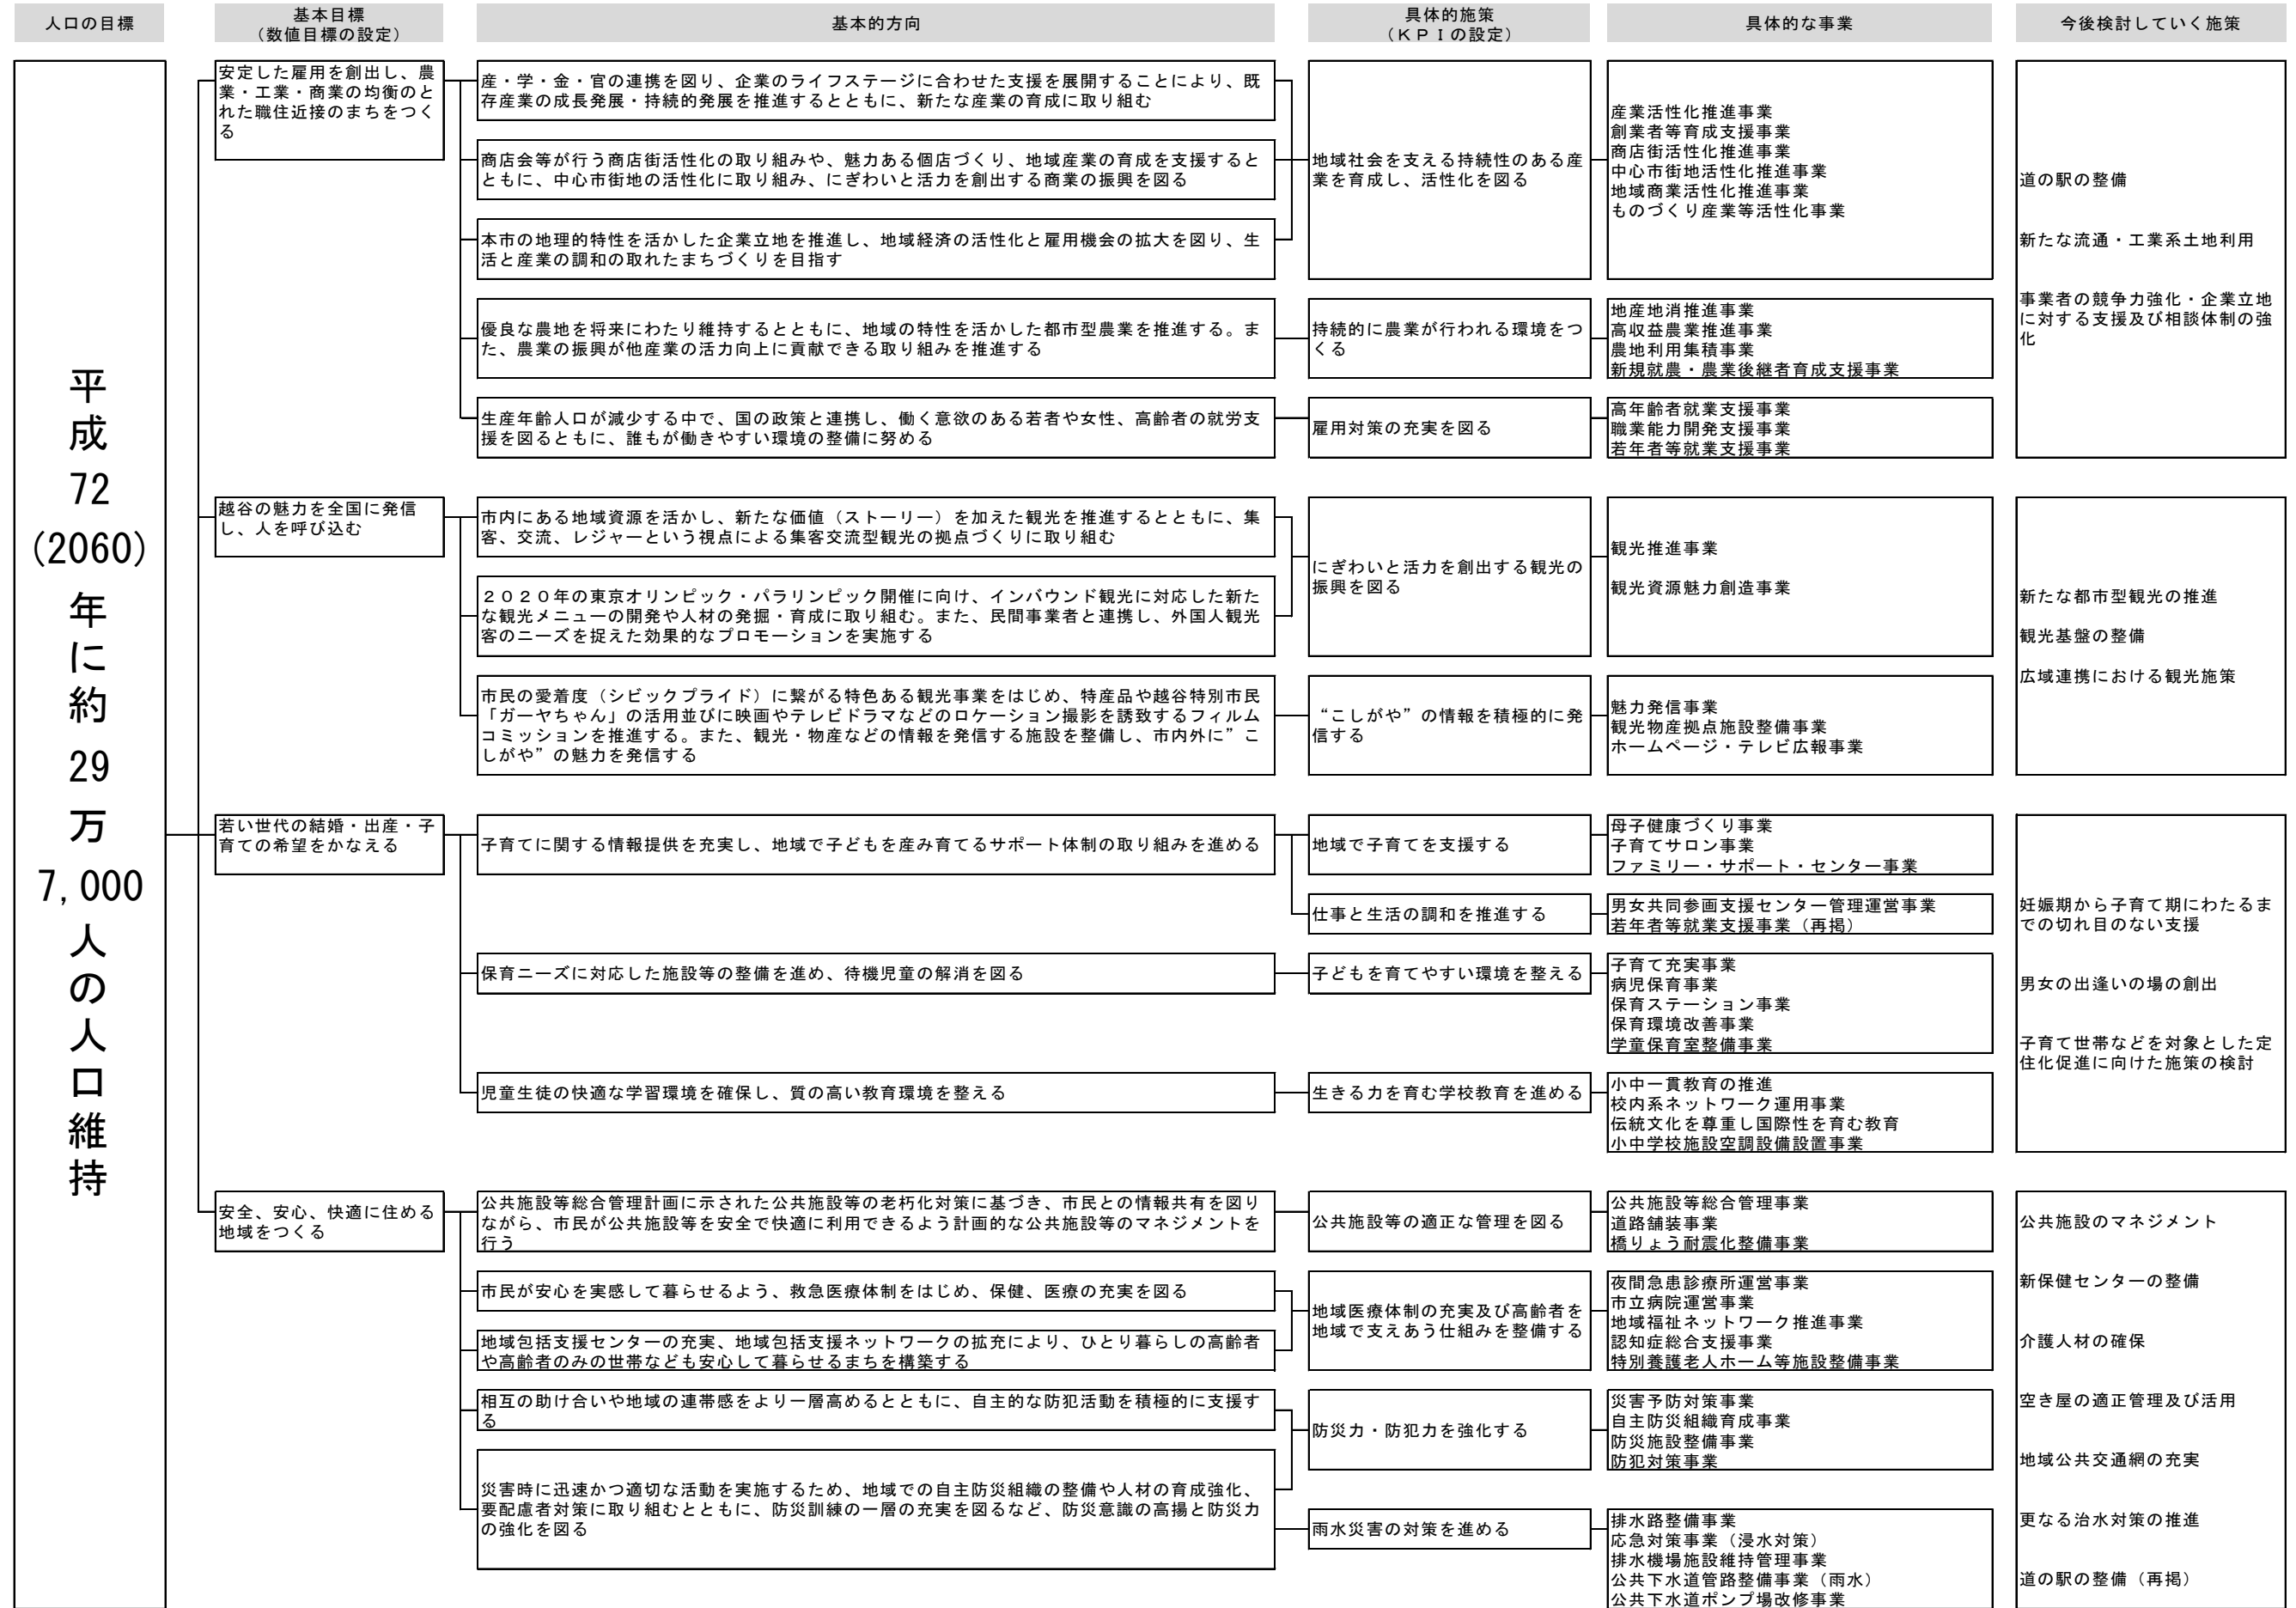 人口の目標
基本目標
（数値目標の設定）
基本的方向
具体的施策
（ＫＰＩの設定）
具体的な事業
今後検討していく施策
平成72(2060)年に約29万7,000人の人口維持
安定した雇用を創出し、農
業・工業・商業の均衡のと
れた職住近接のまちをつく
る
産・学・金・官の連携を図り、企業のライフステージに合わせた支援を展開することにより、既
存産業の成長発展・持続的発展を推進するとともに、新たな産業の育成に取り組む
商店会等が行う商店街活性化の取り組みや、魅力ある個店づくり、地域産業の育成を支援すると
ともに、中心市街地の活性化に取り組み、にぎわいと活力を創出する商業の振興を図る
本市の地理的特性を活かした企業立地を推進し、地域経済の活性化と雇用機会の拡大を図り、生
活と産業の調和の取れたまちづくりを目指す
地域社会を支える持続性のある産
業を育成し、活性化を図る
産業活性化推進事業
創業者等育成支援事業
商店街活性化推進事業
中心市街地活性化推進事業
地域商業活性化推進事業
ものづくり産業等活性化事業
優良な農地を将来にわたり維持するとともに、地域の特性を活かした都市型農業を推進する。ま
た、農業の振興が他産業の活力向上に貢献できる取り組みを推進する
持続的に農業が行われる環境をつ
くる
地産地消推進事業
高収益農業推進事業
農地利用集積事業
新規就農・農業後継者育成支援事業
生産年齢人口が減少する中で、国の政策と連携し、働く意欲のある若者や女性、高齢者の就労支
援を図るともに、誰もが働きやすい環境の整備に努める
雇用対策の充実を図る
高年齢者就業支援事業
職業能力開発支援事業
若年者等就業支援事業
道の駅の整備
新たな流通・工業系土地利用
事業者の競争力強化・企業立地
に対する支援及び相談体制の強
化
越谷の魅力を全国に発信
し、人を呼び込む
市内にある地域資源を活かし、新たな価値（ストーリー）を加えた観光を推進するとともに、集
客、交流、レジャーという視点による集客交流型観光の拠点づくりに取り組む
２０２０年の東京オリンピック・パラリンピック開催に向け、インバウンド観光に対応した新た
な観光メニューの開発や人材の発掘・育成に取り組む。また、民間事業者と連携し、外国人観光
客のニーズを捉えた効果的なプロモーションを実施する
にぎわいと活力を創出する観光の
振興を図る
観光推進事業
観光資源魅力創造事業
市民の愛着度（シビックプライド）に繋がる特色ある観光事業をはじめ、特産品や越谷特別市民
「ガーヤちゃん」の活用並びに映画やテレビドラマなどのロケーション撮影を誘致するフィルム
コミッションを推進する。また、観光・物産などの情報を発信する施設を整備し、市内外に”こ
しがや”の魅力を発信する
“こしがや”の情報を積極的に発
信する
魅力発信事業
観光物産拠点施設整備事業
ホームページ・テレビ広報事業
新たな都市型観光の推進
観光基盤の整備
広域連携における観光施策
若い世代の結婚・出産・子
育ての希望をかなえる
子育てに関する情報提供を充実し、地域で子どもを産み育てるサポート体制の取り組みを進める
地域で子育てを支援する
母子健康づくり事業
子育てサロン事業
ファミリー・サポート・センター事業
仕事と生活の調和を推進する
男女共同参画支援センター管理運営事業
若年者等就業支援事業（再掲）
保育ニーズに対応した施設等の整備を進め、待機児童の解消を図る
子どもを育てやすい環境を整える
子育て充実事業
病児保育事業
保育ステーション事業
保育環境改善事業
学童保育室整備事業
児童生徒の快適な学習環境を確保し、質の高い教育環境を整える
生きる力を育む学校教育を進める
小中一貫教育の推進
校内系ネットワーク運用事業
伝統文化を尊重し国際性を育む教育
小中学校施設空調設備設置事業
妊娠期から子育て期にわたるま
での切れ目のない支援
男女の出逢いの場の創出
子育て世帯などを対象とした定
住化促進に向けた施策の検討
安全、安心、快適に住める
地域をつくる
公共施設等総合管理計画に示された公共施設等の老朽化対策に基づき、市民との情報共有を図り
ながら、市民が公共施設等を安全で快適に利用できるよう計画的な公共施設等のマネジメントを
行う
公共施設等の適正な管理を図る
公共施設等総合管理事業
道路舗装事業
橋りょう耐震化整備事業
市民が安心を実感して暮らせるよう、救急医療体制をはじめ、保健、医療の充実を図る
地域包括支援センターの充実、地域包括支援ネットワークの拡充により、ひとり暮らしの高齢者
や高齢者のみの世帯なども安心して暮らせるまちを構築する
地域医療体制の充実及び高齢者を
地域で支えあう仕組みを整備する
夜間急患診療所運営事業
市立病院運営事業
地域福祉ネットワーク推進事業
認知症総合支援事業
特別養護老人ホーム等施設整備事業
相互の助け合いや地域の連帯感をより一層高めるとともに、自主的な防犯活動を積極的に支援す
る
防災力・防犯力を強化する
災害予防対策事業
自主防災組織育成事業
防災施設整備事業
防犯対策事業
災害時に迅速かつ適切な活動を実施するため、地域での自主防災組織の整備や人材の育成強化、
要配慮者対策に取り組むとともに、防災訓練の一層の充実を図るなど、防災意識の高揚と防災力
の強化を図る
雨水災害の対策を進める
排水路整備事業
応急対策事業（浸水対策）
排水機場施設維持管理事業
公共下水道管路整備事業（雨水）
公共下水道ポンプ場改修事業
公共施設のマネジメント
新保健センターの整備
介護人材の確保
空き屋の適正管理及び活用
地域公共交通網の充実
更なる治水対策の推進
道の駅の整備（再掲）